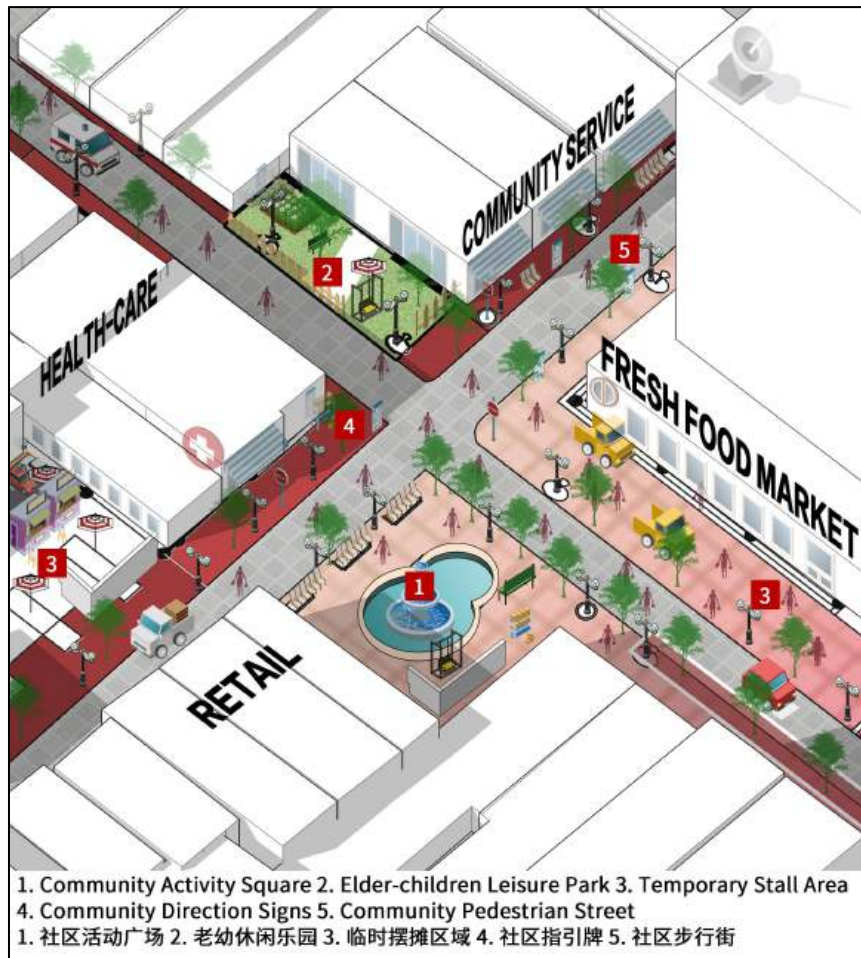 COMMUNITY SERVICE
5
2
HEALTH-CARE
FRESH FOOD MARKET
4
3
1
3
RETAIL
1. Community Activity Square 2. Elder-children Leisure Park 3. Temporary Stall Area
4. Community Direction Signs 5. Community Pedestrian Street
1. 社区活动广场 2. 老幼休闲乐园 3. 临时摆摊区域 4. 社区指引牌 5. 社区步行街